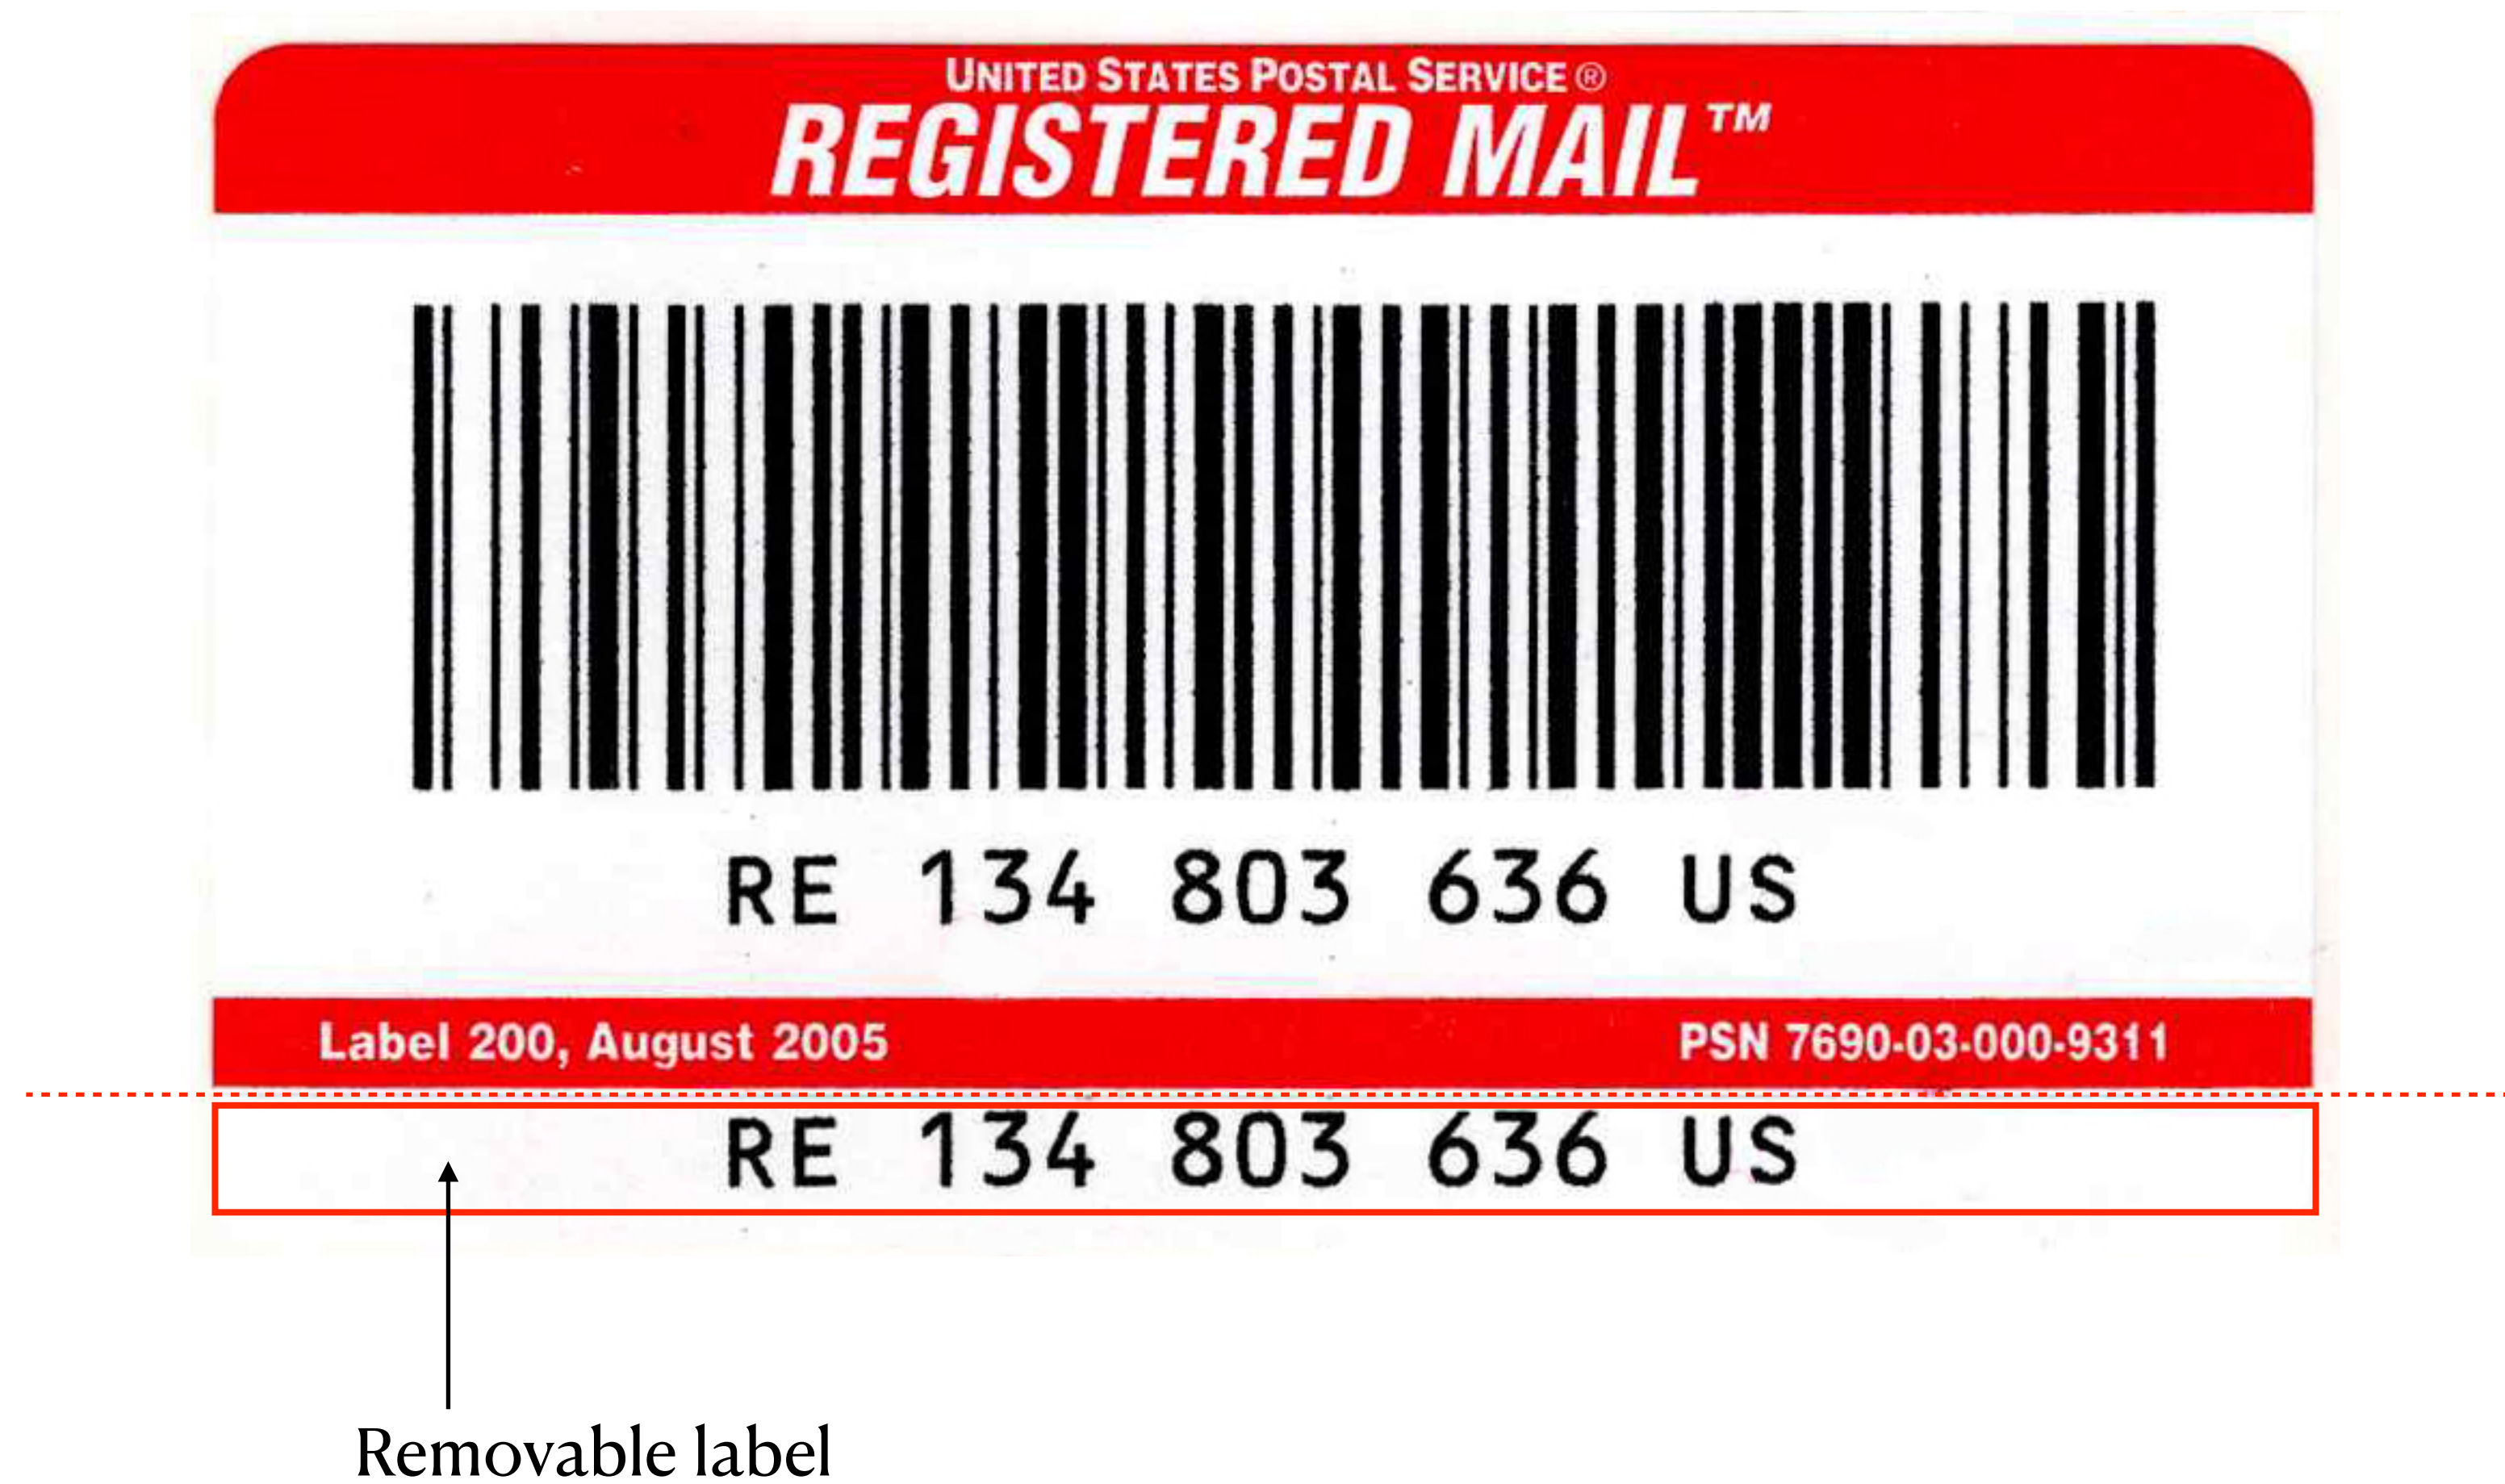 UNITED STATES POSTAL SERVICE®
REGISTERED MAIL™
RE 134 803 636 US
Label 200, August 2005 PSN 7690-03-000-9311
RE 134 803 636 US
Removable label